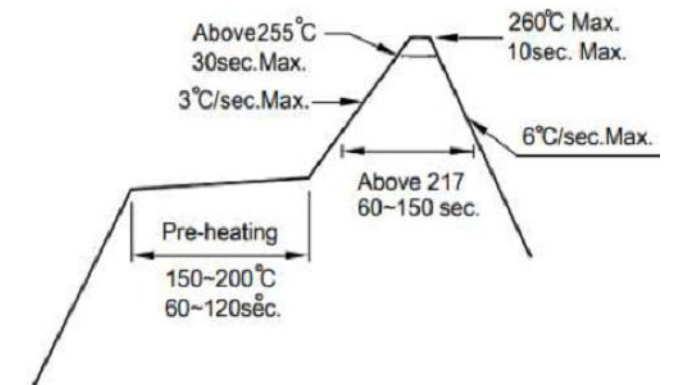 Above255°C
30sec.Max.
3°C/sec.Max.
260°C Max.
10sec. Max.
6°C/sec.Max.
Above 217
60~150 sec.
Pre-heating
150~200°C
60~120sec.